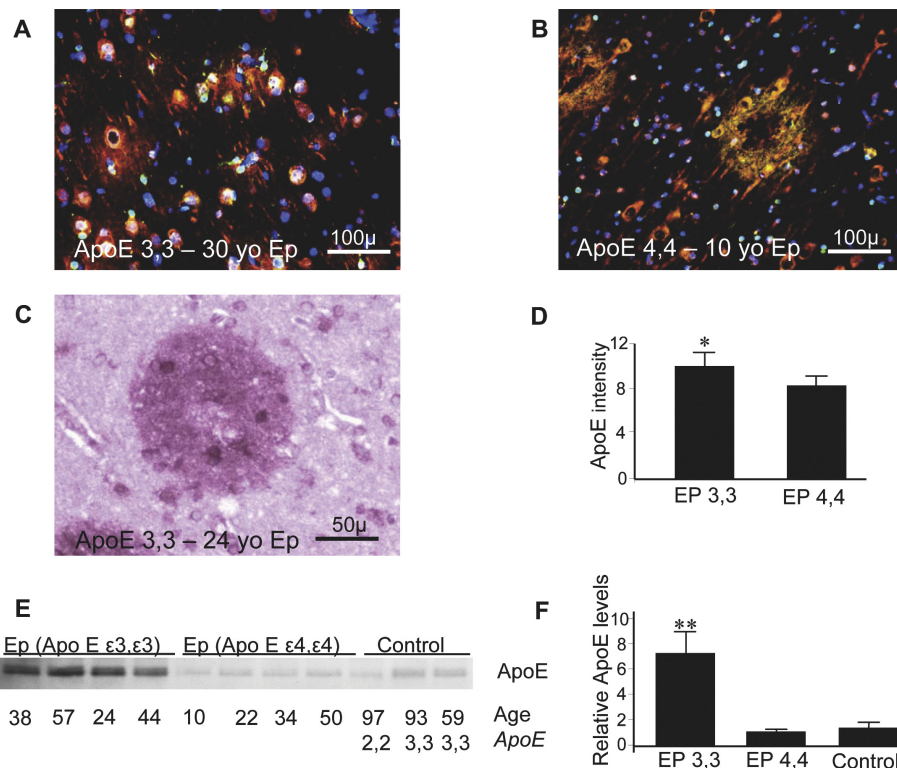 A
ApoE 3,3 – 30 yo Ep
100µ
B
ApoE 4,4 – 10 yo Ep
100µ
C
ApoE 3,3 – 24 yo Ep
50µ
D
ApoE intensity
12
8
4
0
*
EP 3,3
EP 4,4
E
Ep (Apo E ε3,ε3) Ep (Apo E ε4,ε4) Control
ApoE
38 57 24 44 10 22 34 50 97 93 59 Age
2,2 3,3 3,3 ApoE
F
Relative ApoE levels
10
8
6
4
2
0
**
EP 3,3
EP 4,4
Control